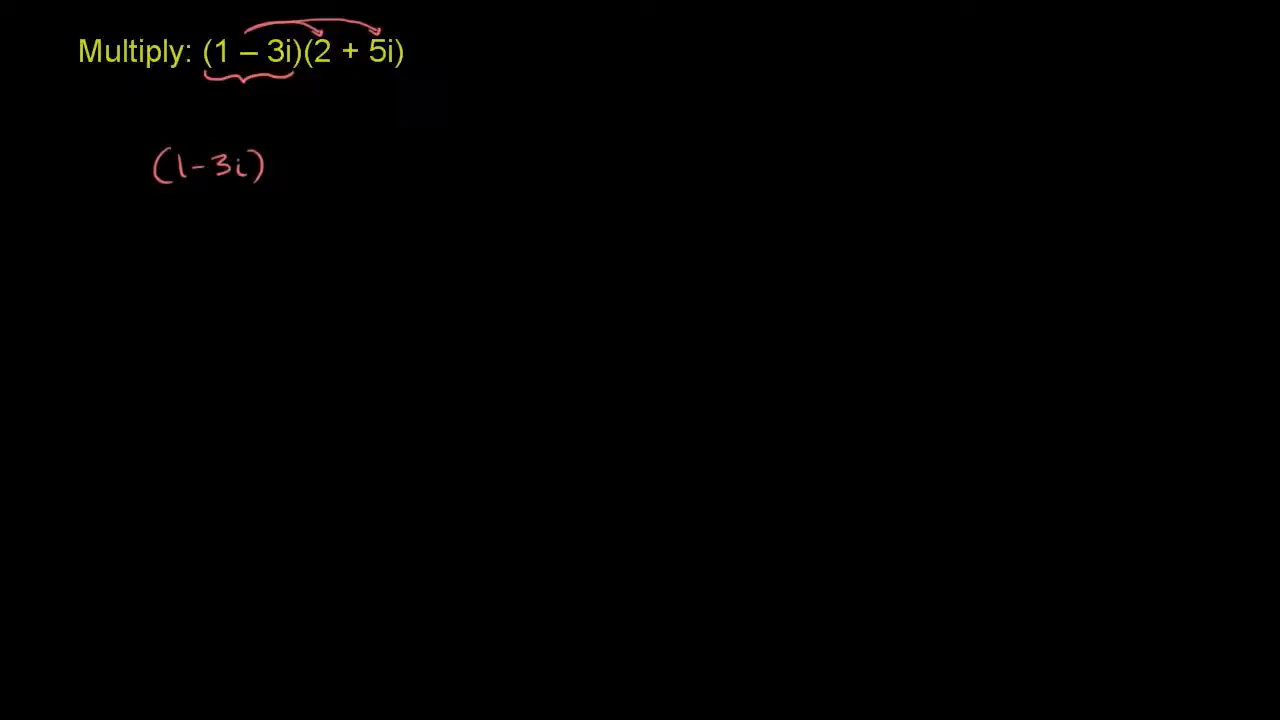 Multiply: (1 – 3i)(2 + 5i)
(1-3i)